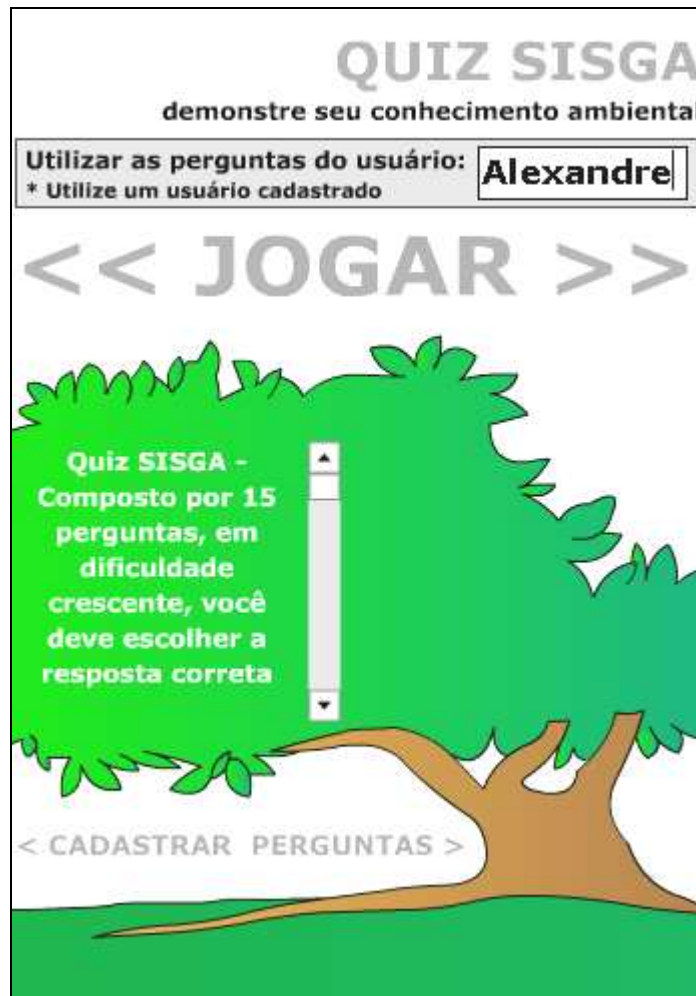 QUIZ SISGA
demonstre seu conhecimento ambiental
Utilizar as perguntas do usuário:
* Utilize um usuário cadastrado
Alexandre
<< JOGAR >>
Quiz SISGA -
Composto por 15
perguntas, em
dificuldade
crescente, você
deve escolher a
resposta correta
< CADASTRAR PERGUNTAS >